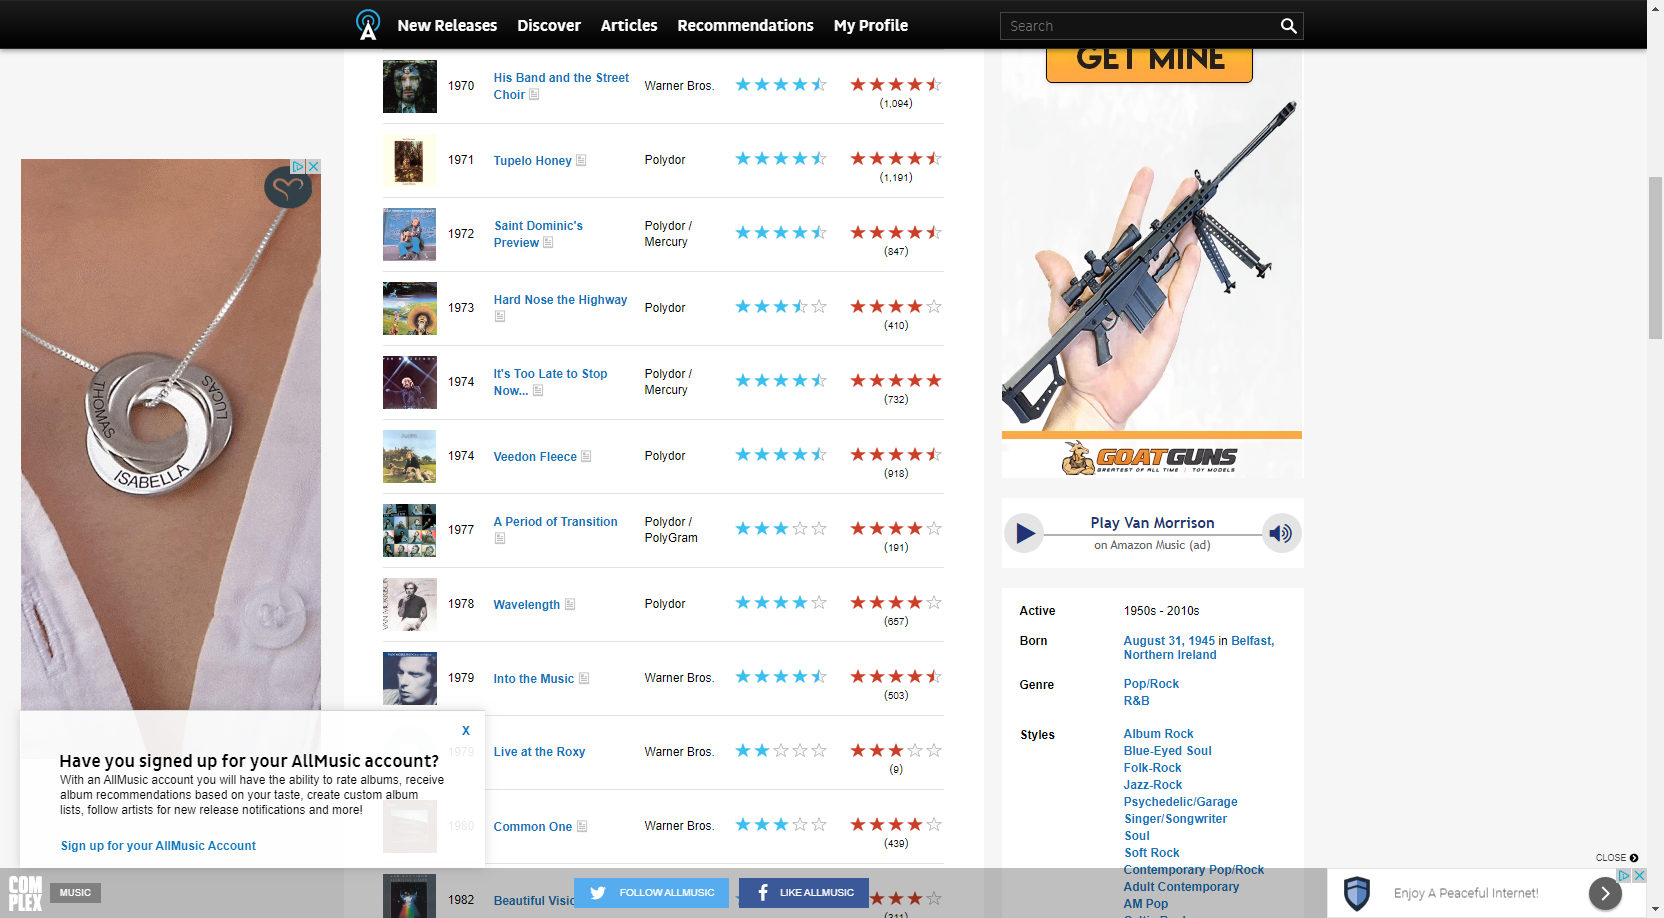 New Releases Discover Articles Recommendations My Profile Search
GET MINE
1970 His Band and the Street Choir Warner Bros. (1,094)
1971 Tupelo Honey Polydor (1,191)
1972 Saint Dominic's Preview Polydor / Mercury (847)
1973 Hard Nose the Highway Polydor (410)
1974 It's Too Late to Stop Now... Polydor / Mercury (732)
1974 Veedon Fleece Polydor (918)
1977 A Period of Transition Polydor / PolyGram (191)
1978 Wavelength Polydor (657)
1979 Into the Music Warner Bros. (503)
1979 Live at the Roxy Warner Bros. (9)
1980 Common One Warner Bros. (439)
1982 Beautiful Visio (311)
THOMAS
LUCAS
ISABELLA
X
Have you signed up for your AllMusic account?
With an AllMusic account you will have the ability to rate albums, receive
album recommendations based on your taste, create custom album
lists, follow artists for new release notifications and more!
Sign up for your AllMusic Account
GOATGUNS
GREATEST OF ALL TIME / TOY MODELS
Play Van Morrison
on Amazon Music (ad)
Active 1950s - 2010s
Born August 31, 1945 in Belfast,
Northern Ireland
Genre Pop/Rock
R&B
Styles Album Rock
Blue-Eyed Soul
Folk-Rock
Jazz-Rock
Psychedelic/Garage
Singer/Songwriter
Soul
Soft Rock
Contemporary Pop/Rock
Adult Contemporary
AM Pop
CLOSE
COMPLEX MUSIC
FOLLOW ALLMUSIC
LIKE ALLMUSIC
Enjoy A Peaceful Internet!